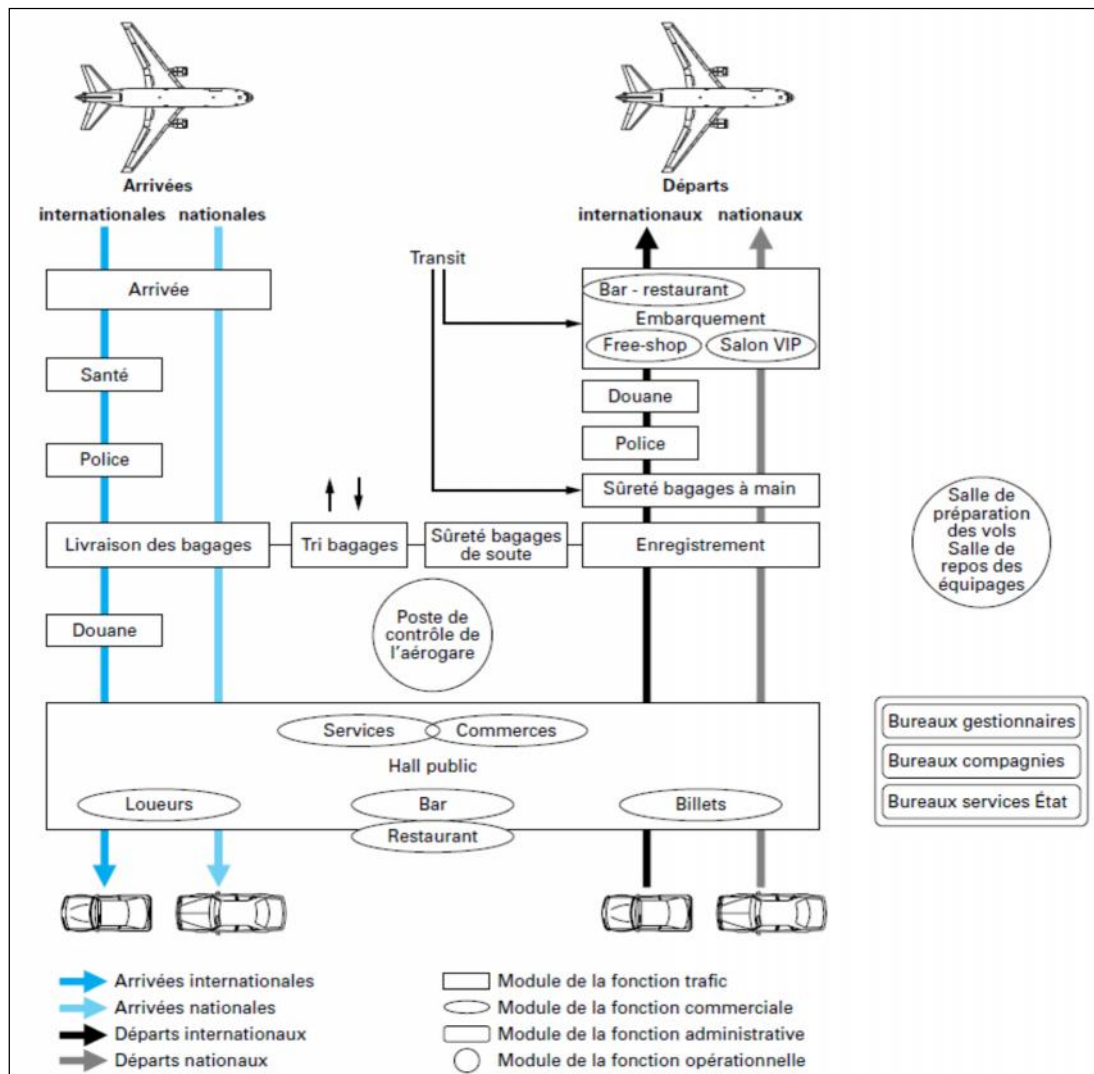 Arrivées
internationales nationales
Départs
internationaux nationaux
Transit
Arrivée
Bar - restaurant
Embarquement
Free-shop
Salon VIP
Santé
Douane
Police
Police
Sûreté bagages à main
Livraison des bagages
Tri bagages
Sûreté bagages
de soute
Enregistrement
Salle de
préparation
des vols
Salle de
repos des
équipages
Douane
Poste de
contrôle de
l'aérogare
Services
Commerces
Hall public
Loueurs
Bar
Billets
Restaurant
Bureaux gestionnaires
Bureaux compagnies
Bureaux services État
Arrivées internationales
Arrivées nationales
Départs internationaux
Départs nationaux
Module de la fonction trafic
Module de la fonction commerciale
Module de la fonction administrative
Module de la fonction opérationnelle